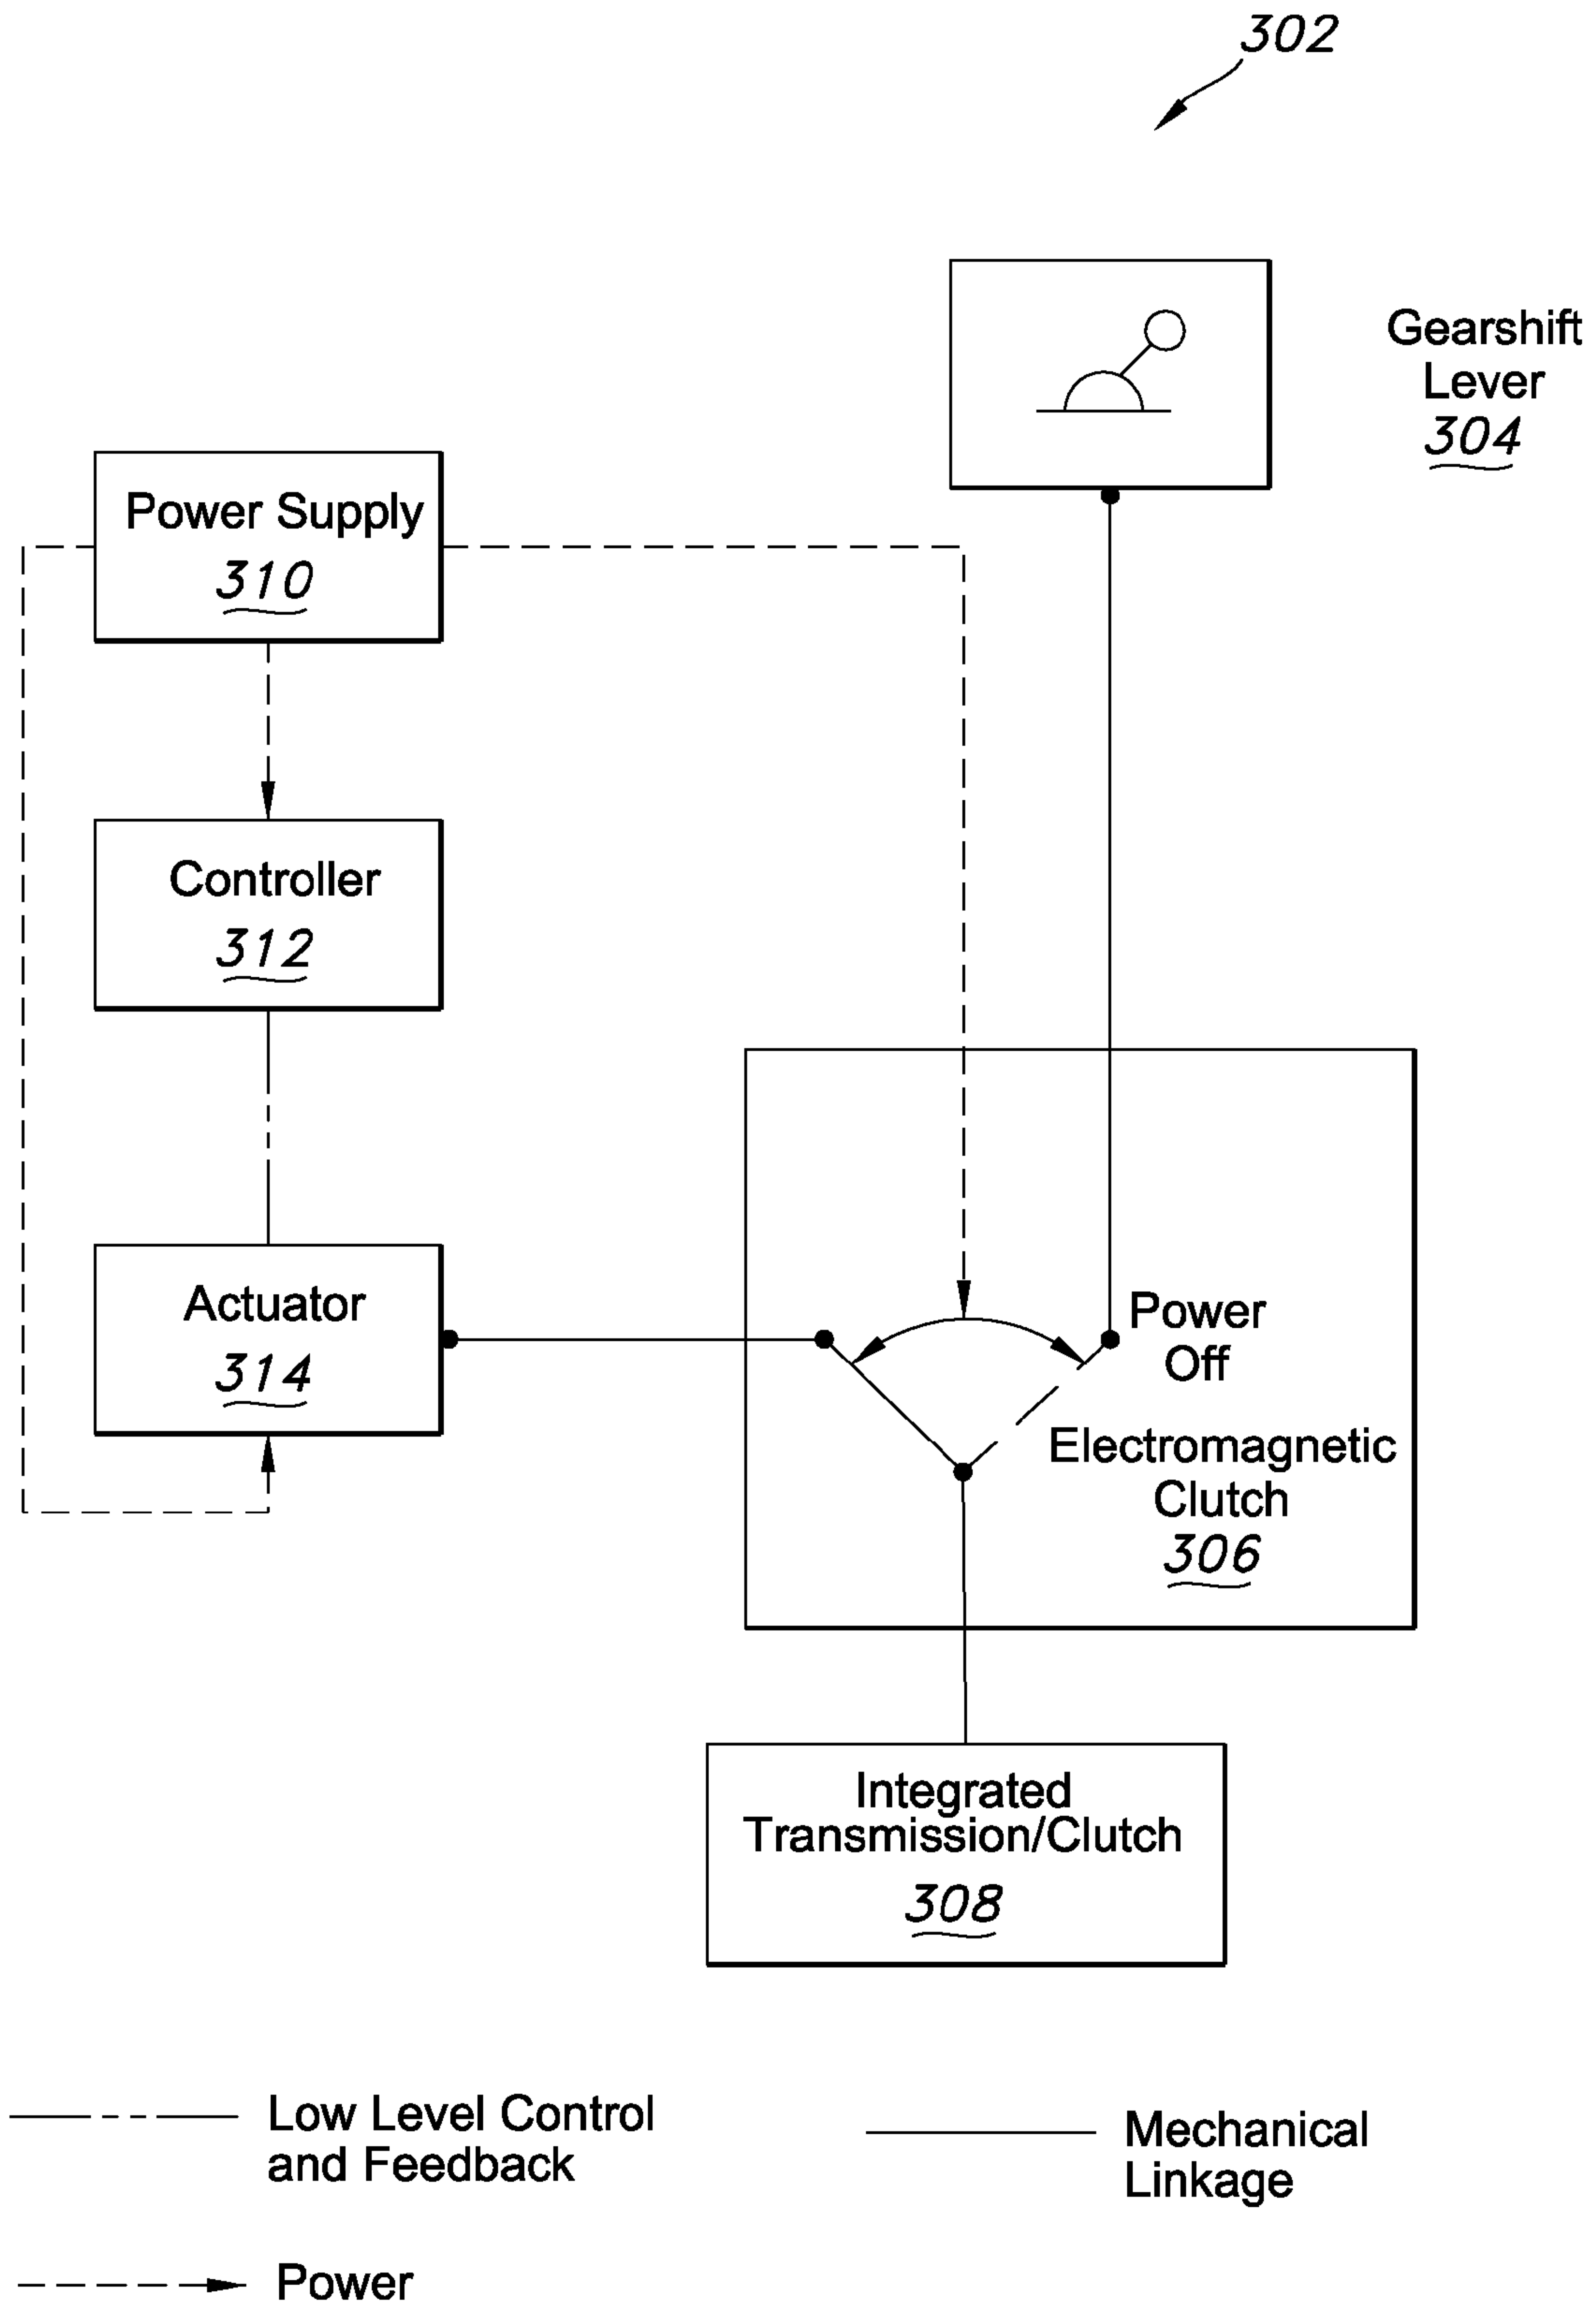 302
Gearshift
Lever
304
Power Supply
310
Controller
312
Actuator
314
Power
Off
Electromagnetic
Clutch
306
Integrated
Transmission/Clutch
308
Low Level Control
and Feedback
Mechanical
Linkage
Power